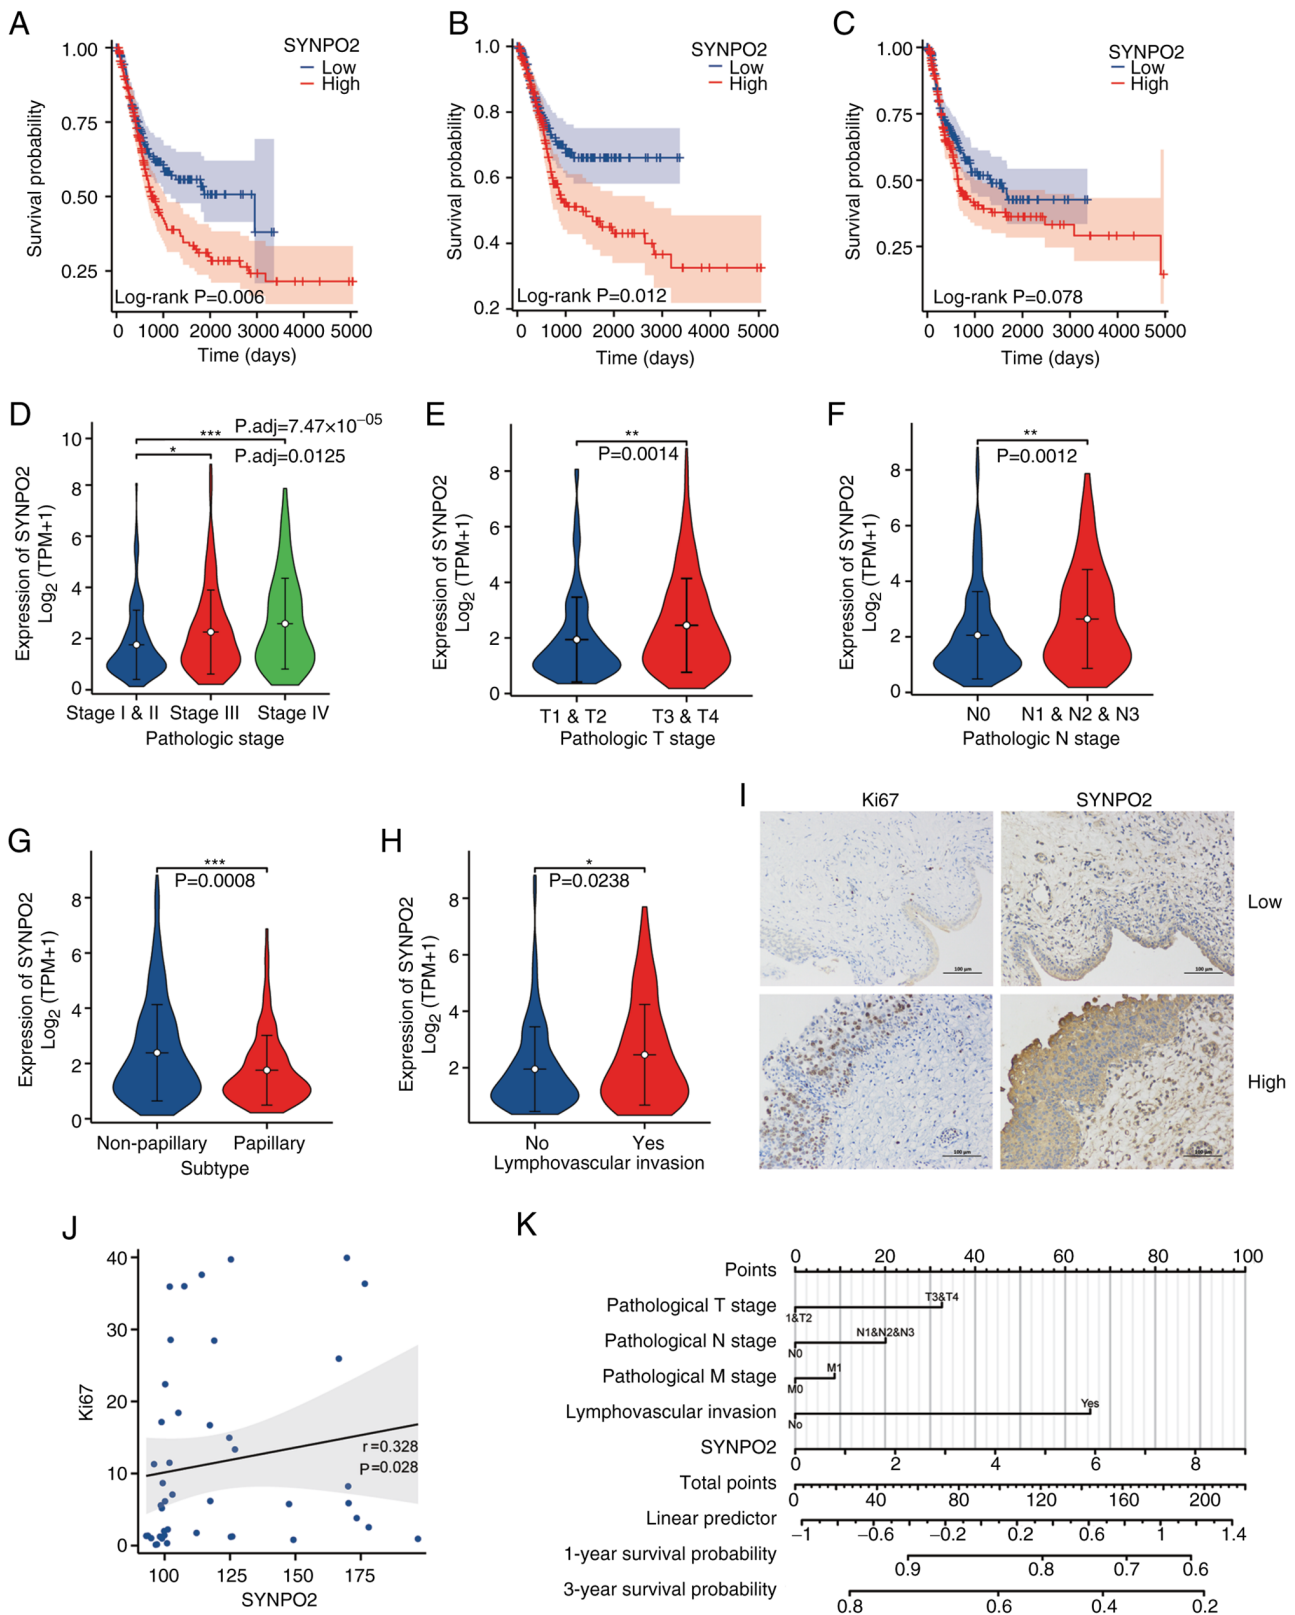 A
SYNPO2
Low
High
1.00
0.75
0.50
0.25
Survival probability
Log-rank P=0.006
0 1000 2000 3000 4000 5000
Time (days)
B
SYNPO2
Low
High
1.0
0.8
0.6
0.4
0.2
Survival probability
Log-rank P=0.012
0 1000 2000 3000 4000 5000
Time (days)
C
SYNPO2
Low
High
1.00
0.75
0.50
0.25
Survival probability
Log-rank P=0.078
0 1000 2000 3000 4000 5000
Time (days)
D
P.adj=7.47×10⁻⁰⁵
***
*
P.adj=0.0125
10
8
6
4
2
0
Expression of SYNPO2
Log₂ (TPM+1)
Stage I & II Stage III Stage IV
Pathologic stage
E
**
P=0.0014
8
6
4
2
0
Expression of SYNPO2
Log₂ (TPM+1)
T1 & T2 T3 & T4
Pathologic T stage
F
**
P=0.0012
8
6
4
2
0
Expression of SYNPO2
Log₂ (TPM+1)
N0 N1 & N2 & N3
Pathologic N stage
G
***
P=0.0008
8
6
4
2
0
Expression of SYNPO2
Log₂ (TPM+1)
Non-papillary Papillary
Subtype
H
*
P=0.0238
8
6
4
2
Expression of SYNPO2
Log₂ (TPM+1)
No Yes
Lymphovascular invasion
I
Ki67 SYNPO2
Low
100 µm
100 µm
High
100 µm
100 µm
J
40
30
20
10
0
Ki67
r=0.328
P=0.028
100 125 150 175
SYNPO2
K
0 20 40 60 80 100
Points
T3&T4
Pathological T stage
1&T2
N1&N2&N3
Pathological N stage
N0
M1
Pathological M stage
M0
Yes
Lymphovascular invasion
No
SYNPO2
0 2 4 6 8
Total points
0 40 80 120 160 200
Linear predictor
−1 −0.6 −0.2 0.2 0.6 1 1.4
1-year survival probability
0.9 0.8 0.7 0.6
3-year survival probability
0.8 0.6 0.4 0.2